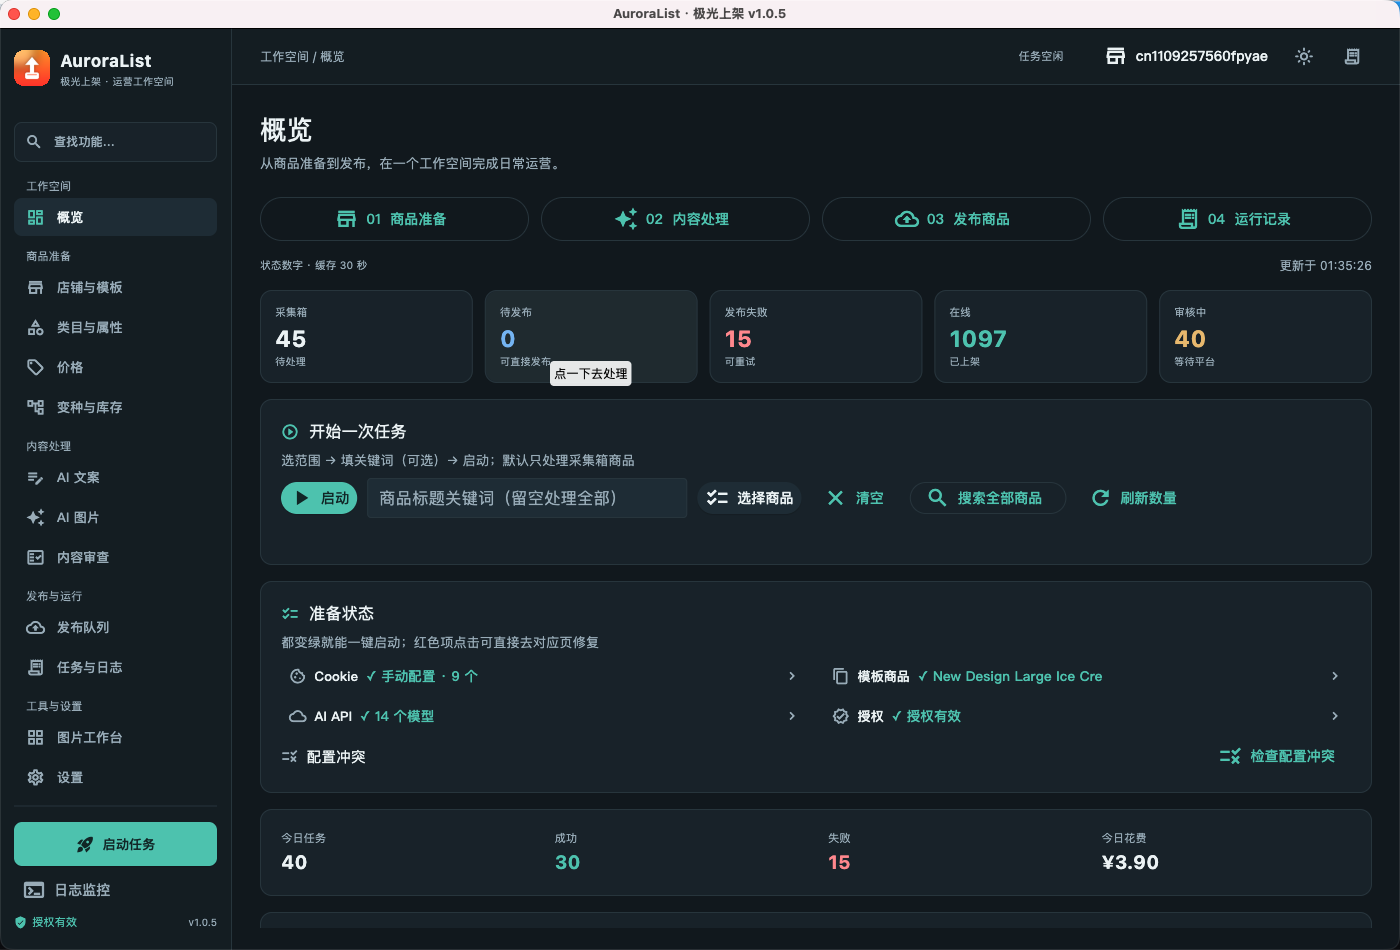 AuroraList · 极光上架 v1.0.5
AuroraList
极光上架 · 运营工作空间
查找功能...
工作空间
概览
商品准备
店铺与模板
类目与属性
价格
变种与库存
内容处理
AI 文案
AI 图片
内容审查
发布与运行
发布队列
任务与日志
工具与设置
图片工作台
设置
启动任务
日志监控
授权有效 v1.0.5
工作空间 / 概览 任务空闲 cn1109257560fpyae
概览
从商品准备到发布，在一个工作空间完成日常运营。
01 商品准备 02 内容处理 03 发布商品 04 运行记录
状态数字 · 缓存 30 秒 更新于 01:35:26
采集箱 待发布 发布失败 在线 审核中
45 0 15 1097 40
待处理 可直接发布 可重试 已上架 等待平台
点一下去处理
开始一次任务
选范围 → 填关键词（可选）→ 启动；默认只处理采集箱商品
启动 商品标题关键词（留空处理全部） 选择商品 清空 搜索全部商品 刷新数量
准备状态
都变绿就能一键启动；红色项点击可直接去对应页修复
Cookie ✓ 手动配置 · 9 个 模板商品 ✓ New Design Large Ice Cre
AI API ✓ 14 个模型 授权 ✓ 授权有效
配置冲突 检查配置冲突
今日任务 成功 失败 今日花费
40 30 15 ¥3.90